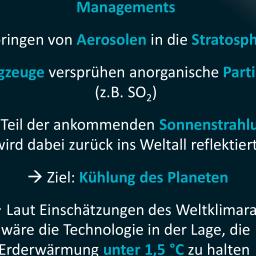 Managements
ringen von Aerosolen in die Stratosph
gzeuge versprühen anorganische Parti
(z.B. SO₂)
Teil der ankommenden Sonnenstrahlu
wird dabei zurück ins Weltall reflektiert
→ Ziel: Kühlung des Planeten
Laut Einschätzungen des Weltklimara
wäre die Technologie in der Lage, die
Erderwärmung unter 1,5 °C zu halten